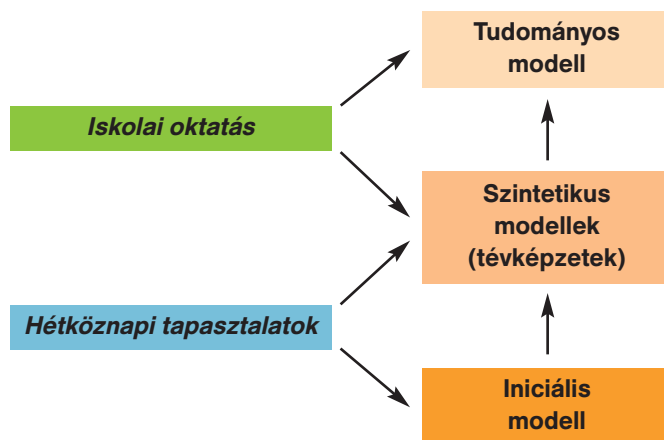 Tudományos
modell
Iskolai oktatás
Szintetikus
modellek
(tévképzetek)
Hétköznapi tapasztalatok
Iniciális
modell